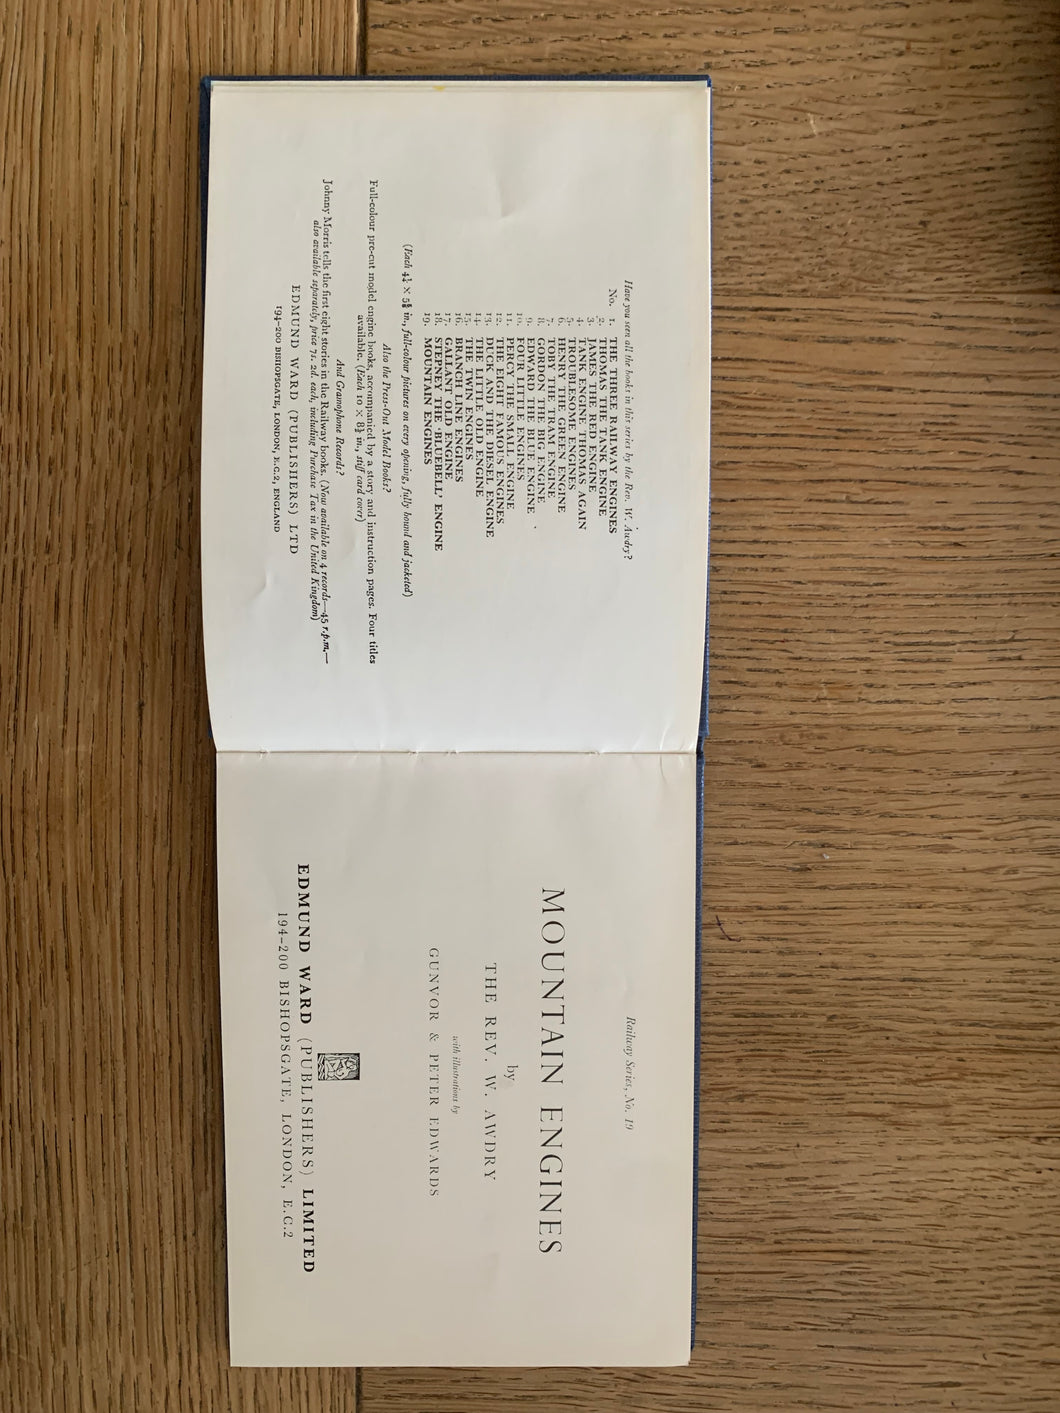 Have you seen all the books in this series by the Rev. W. Awdry?
No. 1. THE THREE RAILWAY ENGINES
2. THOMAS THE TANK ENGINE
3. JAMES THE RED ENGINE
4. TANK ENGINE THOMAS AGAIN
5. TROUBLESOME ENGINES
6. HENRY THE GREEN ENGINE
7. TOBY THE TRAM ENGINE
8. GORDON THE BIG ENGINE
9. EDWARD THE BLUE ENGINE
10. FOUR LITTLE ENGINES
11. PERCY THE SMALL ENGINE
12. THE EIGHT FAMOUS ENGINES
13. DUCK AND THE DIESEL ENGINE
14. THE LITTLE OLD ENGINE
15. THE TWIN ENGINES
16. BRANCH LINE ENGINES
17. GALLANT OLD ENGINE
18. STEPNEY THE 'BLUEBELL' ENGINE
19. MOUNTAIN ENGINES
(Each 4¼ × 5⅝ in., full-colour pictures on every opening, fully bound and jacketed)
Also the Press-Out Model Books?
Full-colour pre-cut model engine books, accompanied by a story and instruction pages. Four titles
available. (Each 10 × 8½ in., stiff card cover)
And Gramophone Records?
Johnny Morris tells the first eight stories in the Railway books. (Now available on 4 records—45 r.p.m.—
also available separately, price 7s. 2d. each, including Purchase Tax in the United Kingdom)
EDMUND WARD (PUBLISHERS) LTD
194-200 BISHOPSGATE, LONDON, E.C.2, ENGLAND
Railway Series, No. 19
MOUNTAIN ENGINES
by
THE REV. W. AWDRY
with illustrations by
GUNVOR & PETER EDWARDS
EDMUND WARD (PUBLISHERS) LIMITED
194-200 BISHOPSGATE, LONDON, E.C.2